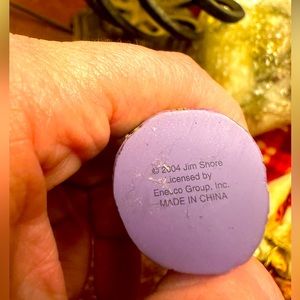 © 2004 Jim Shore
Licensed by
Enesco Group, Inc.
MADE IN CHINA